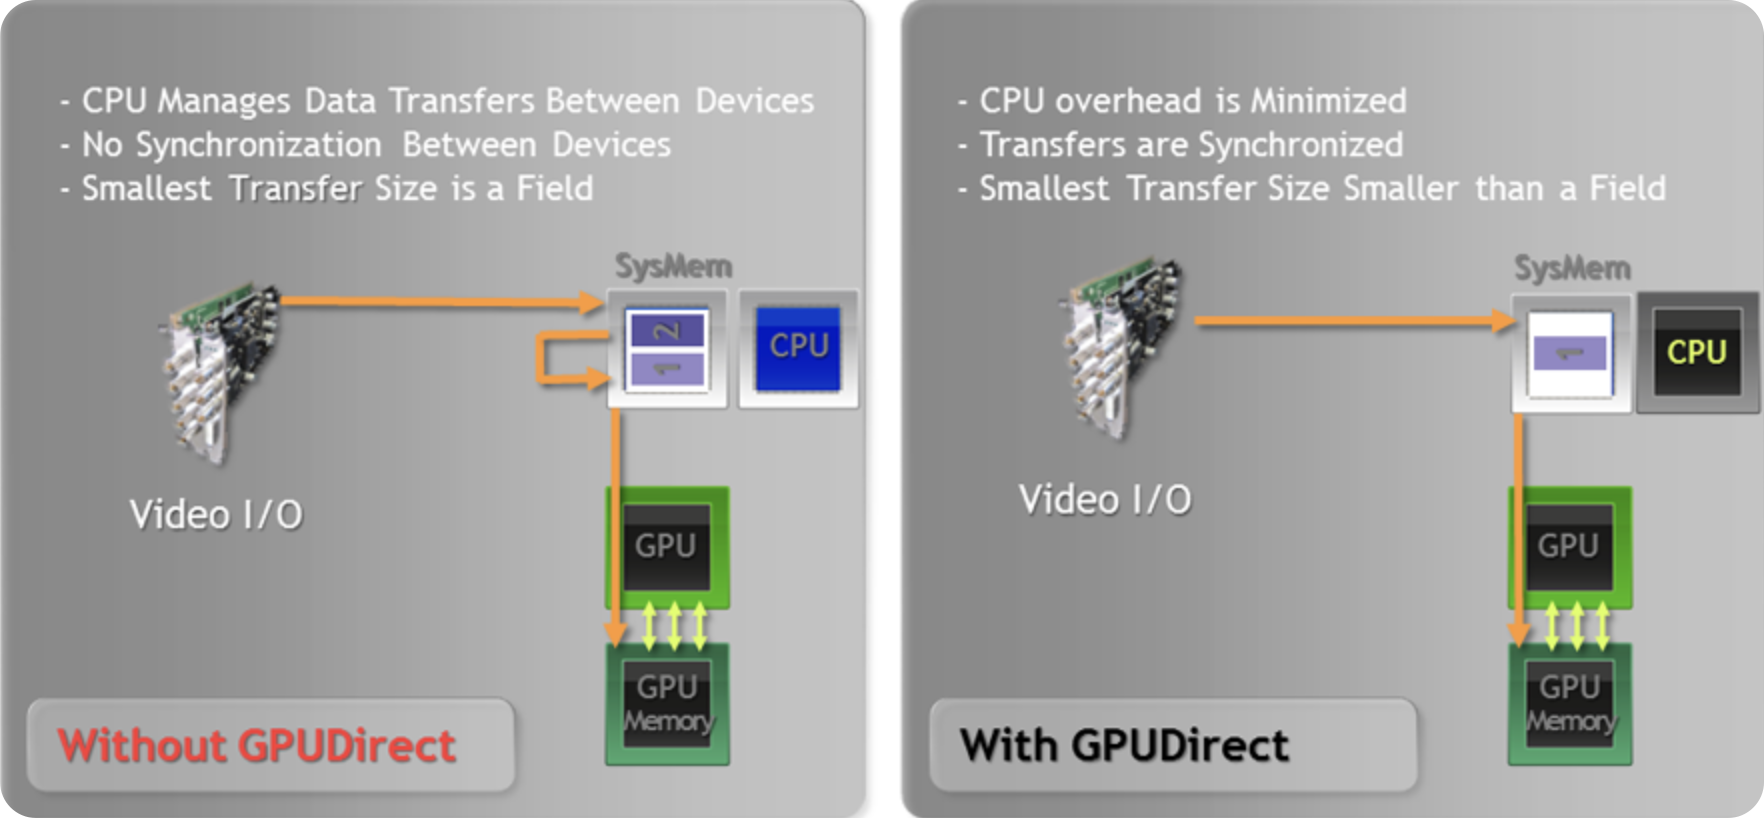 - CPU Manages Data Transfers Between Devices
- No Synchronization Between Devices
- Smallest Transfer Size is a Field
SysMem
2
1
CPU
Video I/O
GPU
GPU
Memory
Without GPUDirect
- CPU overhead is Minimized
- Transfers are Synchronized
- Smallest Transfer Size Smaller than a Field
SysMem
1
CPU
Video I/O
GPU
GPU
Memory
With GPUDirect